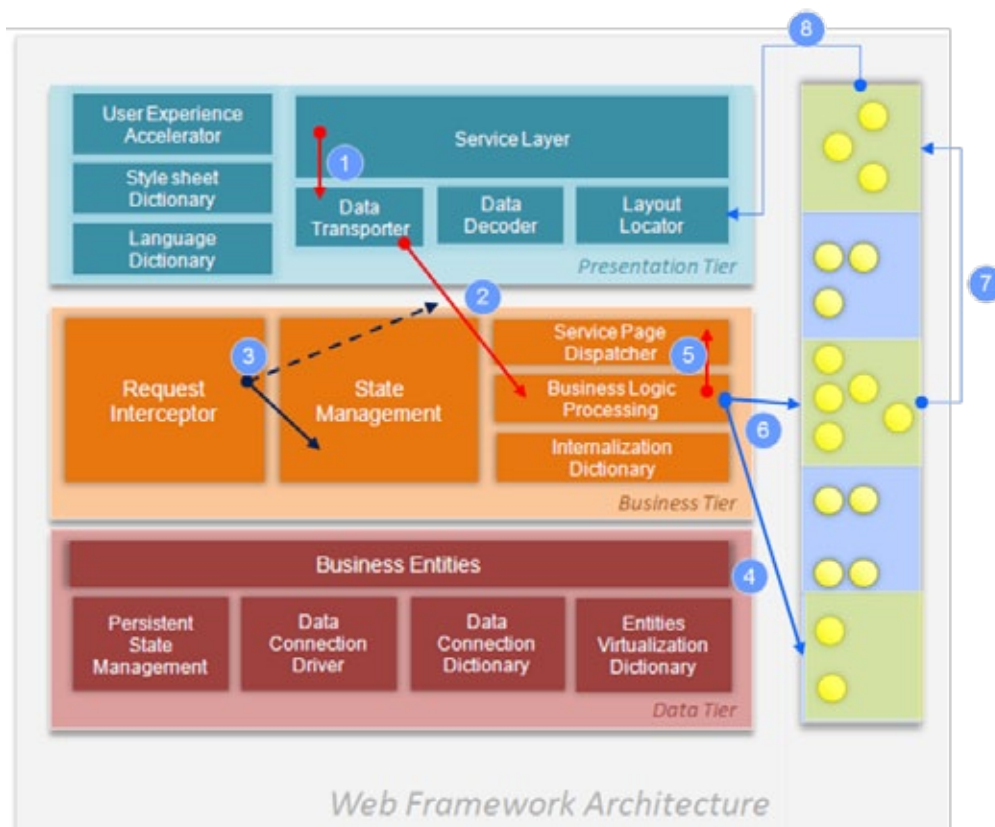 8
User Experience
Accelerator
Style sheet
Dictionary
Language
Dictionary
Service Layer
1
Data
Transporter
Data
Decoder
Layout
Locator
Presentation Tier
7
2
3
Request
Interceptor
State
Management
Service Page
Dispatcher
5
Business Logic
Processing
6
Internalization
Dictionary
Business Tier
Business Entities
4
Persistent
State
Management
Data
Connection
Driver
Data
Connection
Dictionary
Entities
Virtualization
Dictionary
Data Tier
Web Framework Architecture